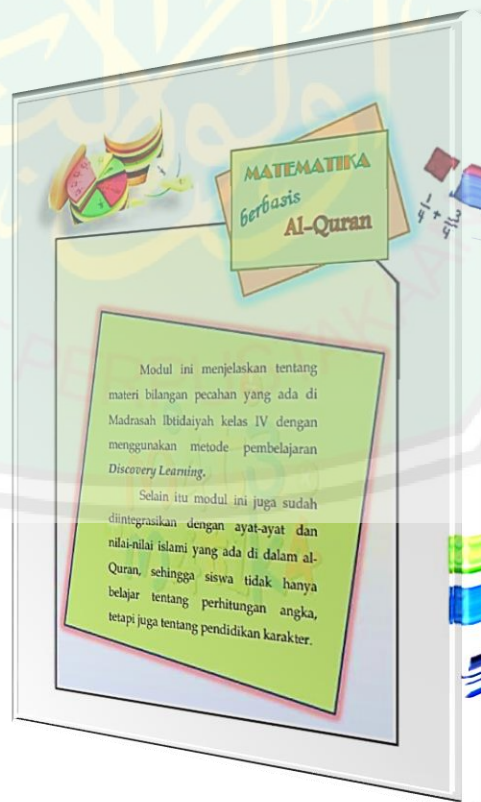 MATEMATIKA
berbasis
Al-Quran
Modul ini menjelaskan tentang
materi bilangan pecahan yang ada di
Madrasah Ibtidaiyah kelas IV dengan
menggunakan metode pembelajaran
Discovery Learning.
Selain itu modul ini juga sudah
diintegrasikan dengan ayat-ayat dan
nilai-nilai islami yang ada di dalam al-
Quran, sehingga siswa tidak hanya
belajar tentang perhitungan angka,
tetapi juga tentang pendidikan karakter.